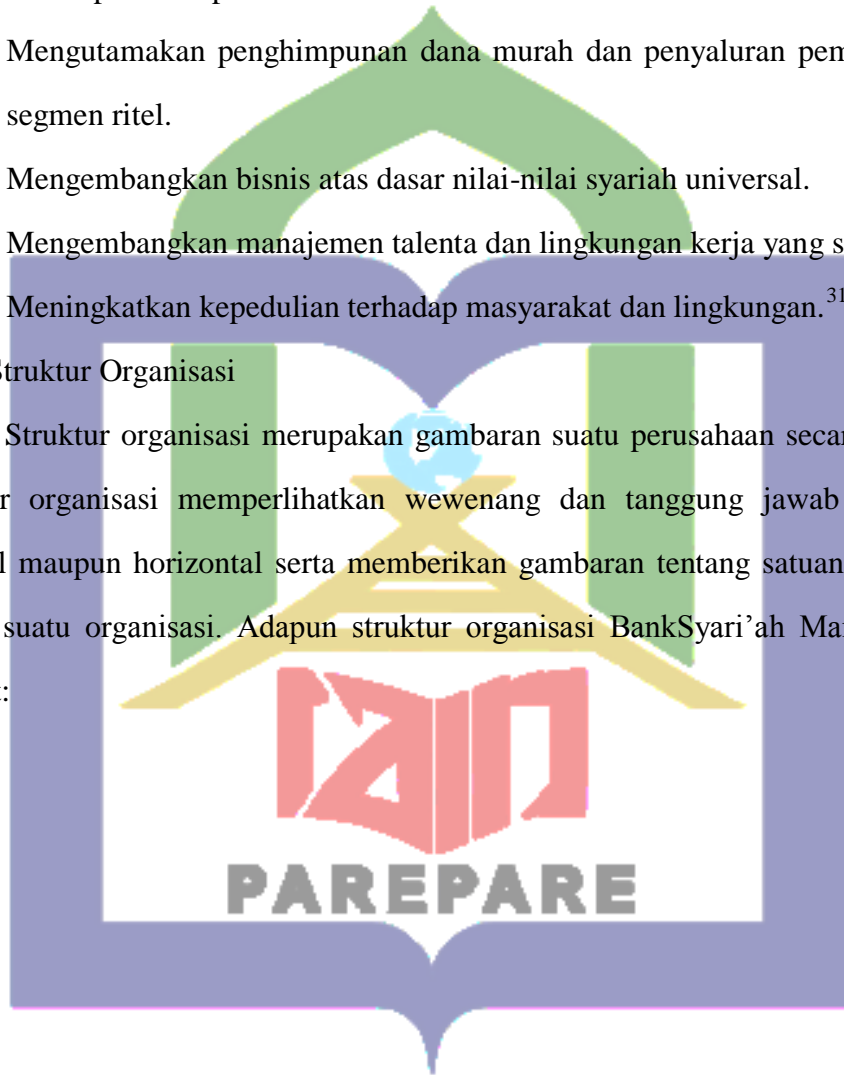 Mengutamakan penghimpunan dana murah dan penyaluran pem
segmen ritel.
Mengembangkan bisnis atas dasar nilai-nilai syariah universal.
Mengembangkan manajemen talenta dan lingkungan kerja yang s
Meningkatkan kepedulian terhadap masyarakat dan lingkungan.31
Struktur Organisasi
Struktur organisasi merupakan gambaran suatu perusahaan secar
r organisasi memperlihatkan wewenang dan tanggung jawab
l maupun horizontal serta memberikan gambaran tentang satuan
suatu organisasi. Adapun struktur organisasi BankSyari’ah Ma
:
iain
PAREPARE